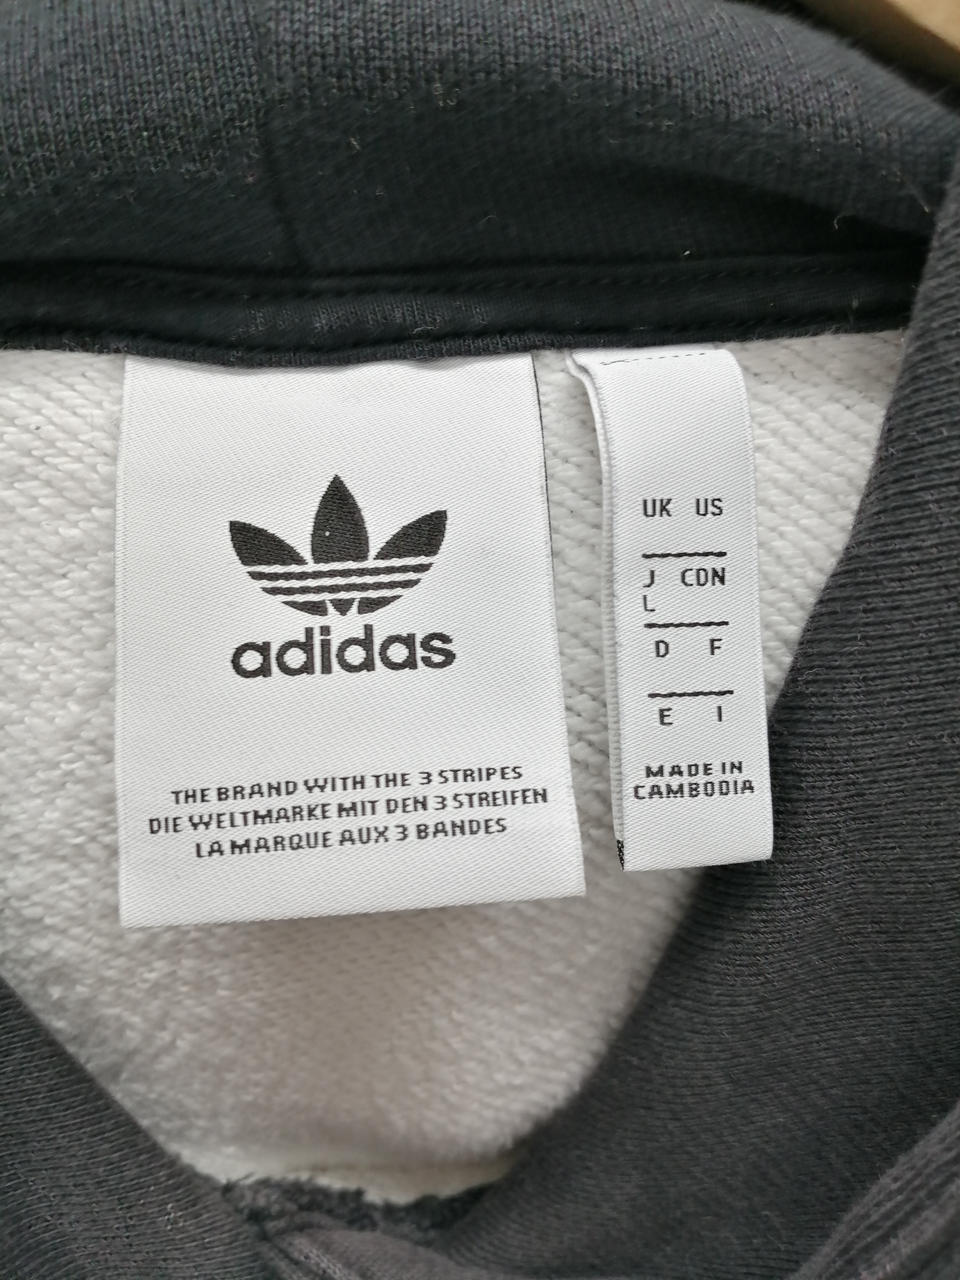 adidas
THE BRAND WITH THE 3 STRIPES
DIE WELTMARKE MIT DEN 3 STREIFEN
LA MARQUE AUX 3 BANDES
UK US
J CDN
L
D F
E I
MADE IN
CAMBODIA